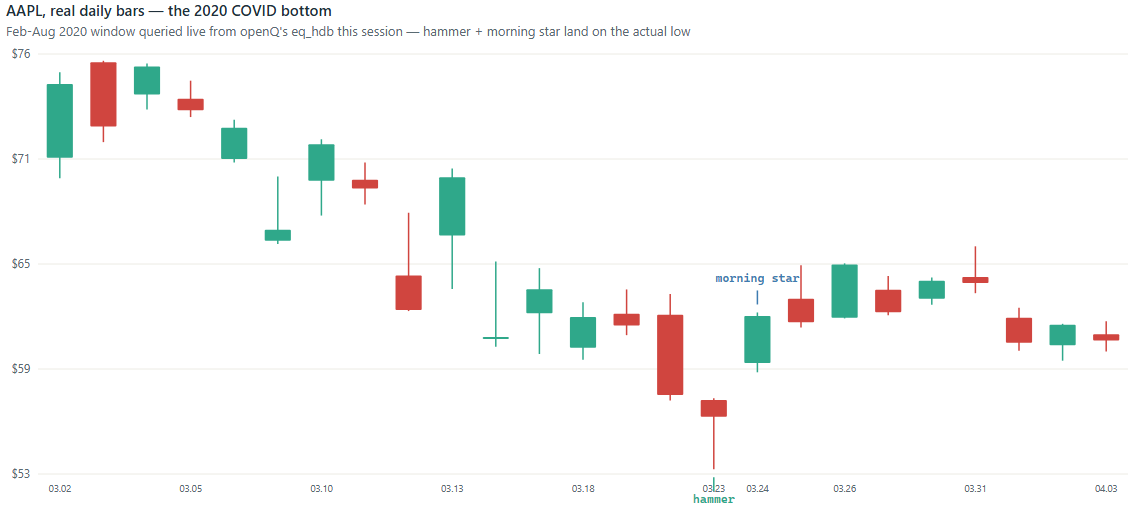 AAPL, real daily bars — the 2020 COVID bottom
Feb-Aug 2020 window queried live from openQ's eq_hdb this session — hammer + morning star land on the actual low
$76
$71
$65
morning star
$59
$53
03.02 03.05 03.10 03.13 03.18 03.23 03.24 03.26 03.31 04.03
hammer